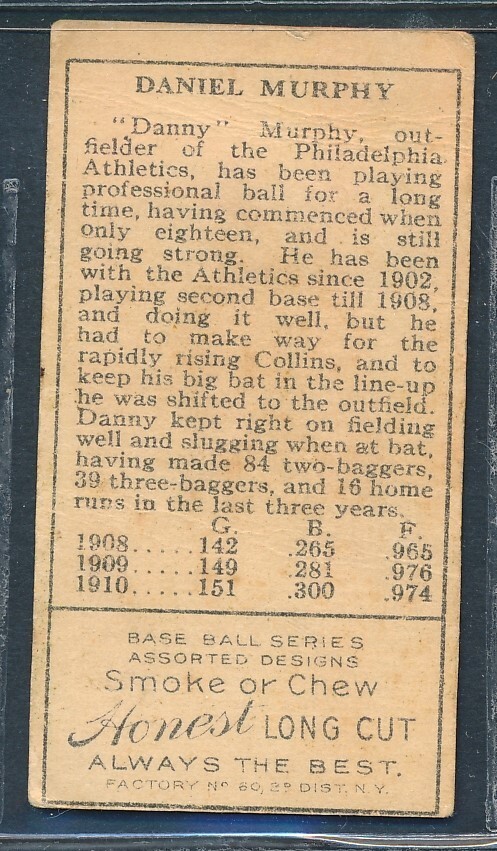 DANIEL MURPHY
"Danny" Murphy, out-
fielder of the Philadelphia
Athletics, has been playing
professional ball for a long
time, having commenced when
only eighteen, and is still
going strong. He has been
with the Athletics since 1902,
playing second base till 1908,
and doing it well, but he
had to make way for the
rapidly rising Collins, and to
keep his big bat in the line-up
he was shifted to the outfield.
Danny kept right on fielding
well and slugging when at bat,
having made 84 two-baggers,
39 three-baggers, and 16 home
runs in the last three years.
G. B. F.
1908......142 .265 .965
1909......149 .281 .976
1910......151 .300 .974
BASE BALL SERIES
ASSORTED DESIGNS
Smoke or Chew
Honest LONG CUT
ALWAYS THE BEST.
FACTORY Nº 60, 3º DIST. N.Y.